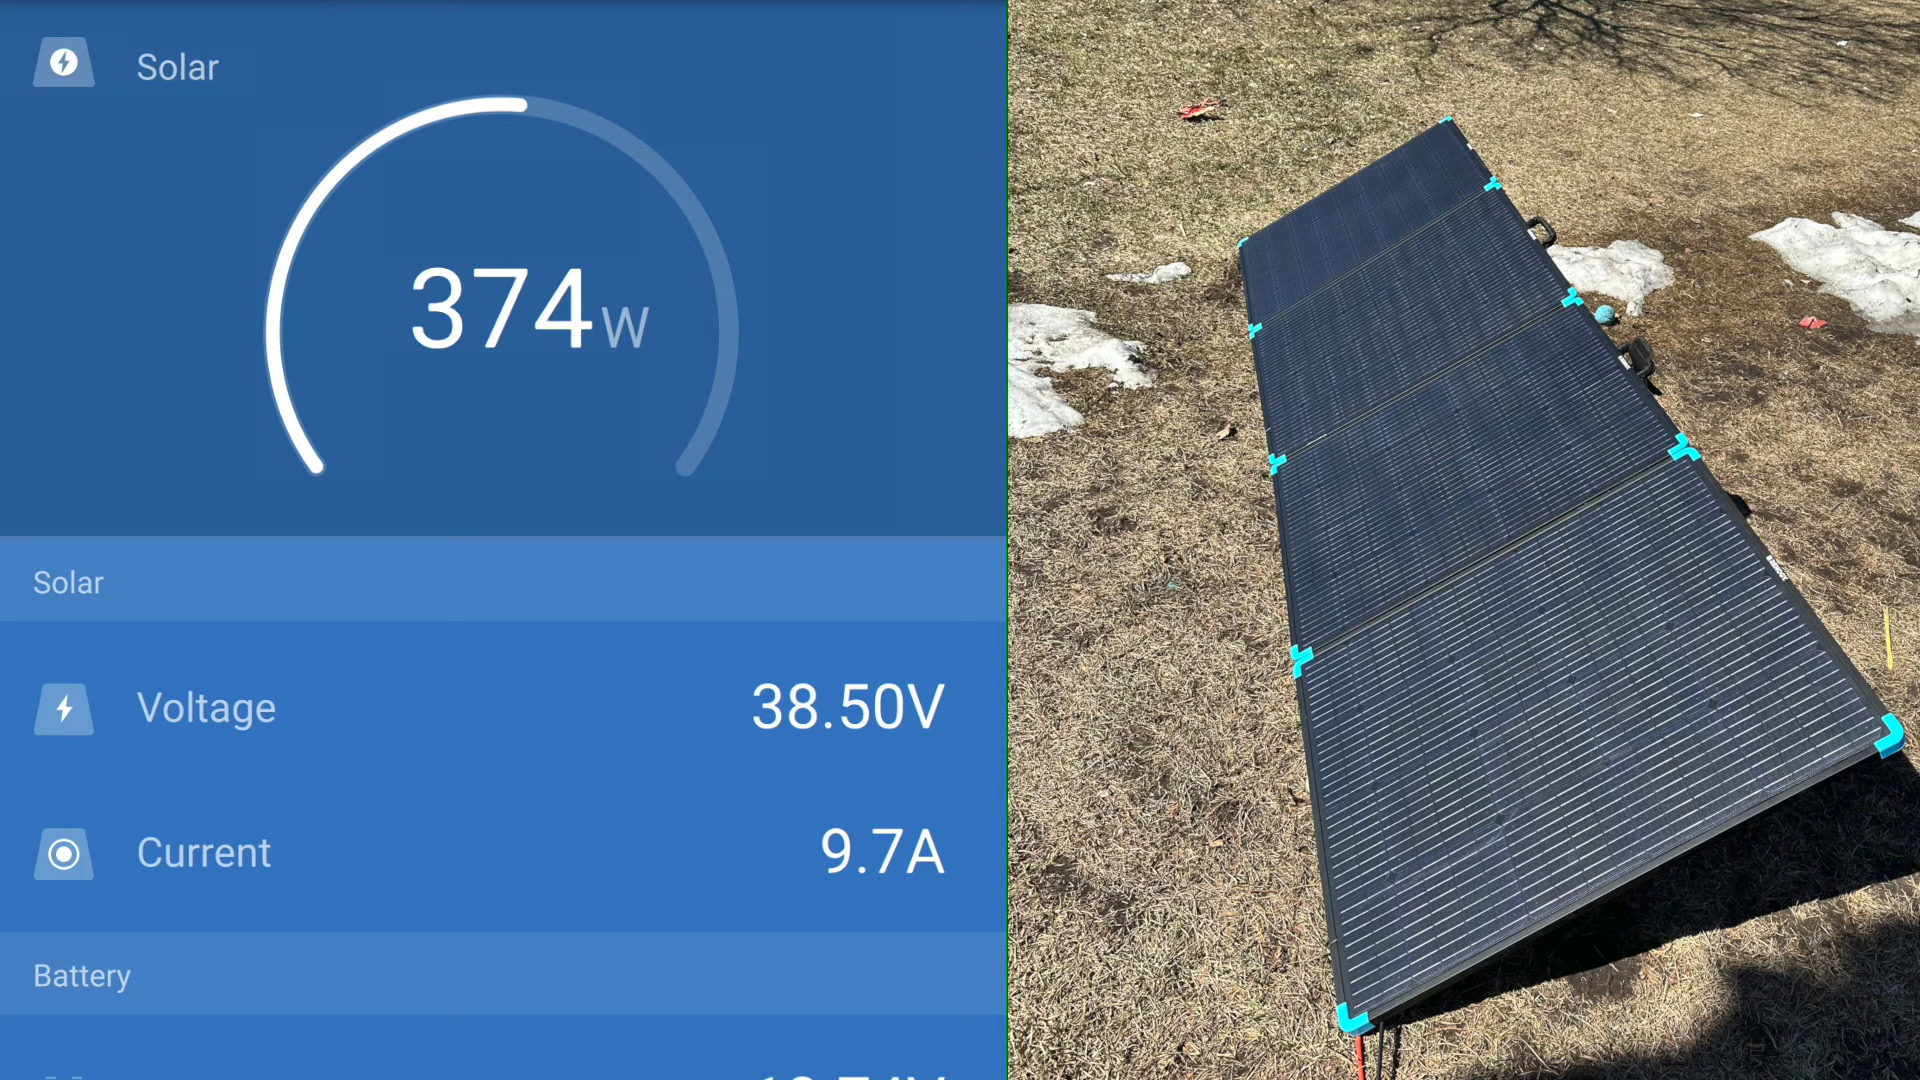 Solar
374W
Solar
Voltage
38.50V
Current
9.7A
Battery